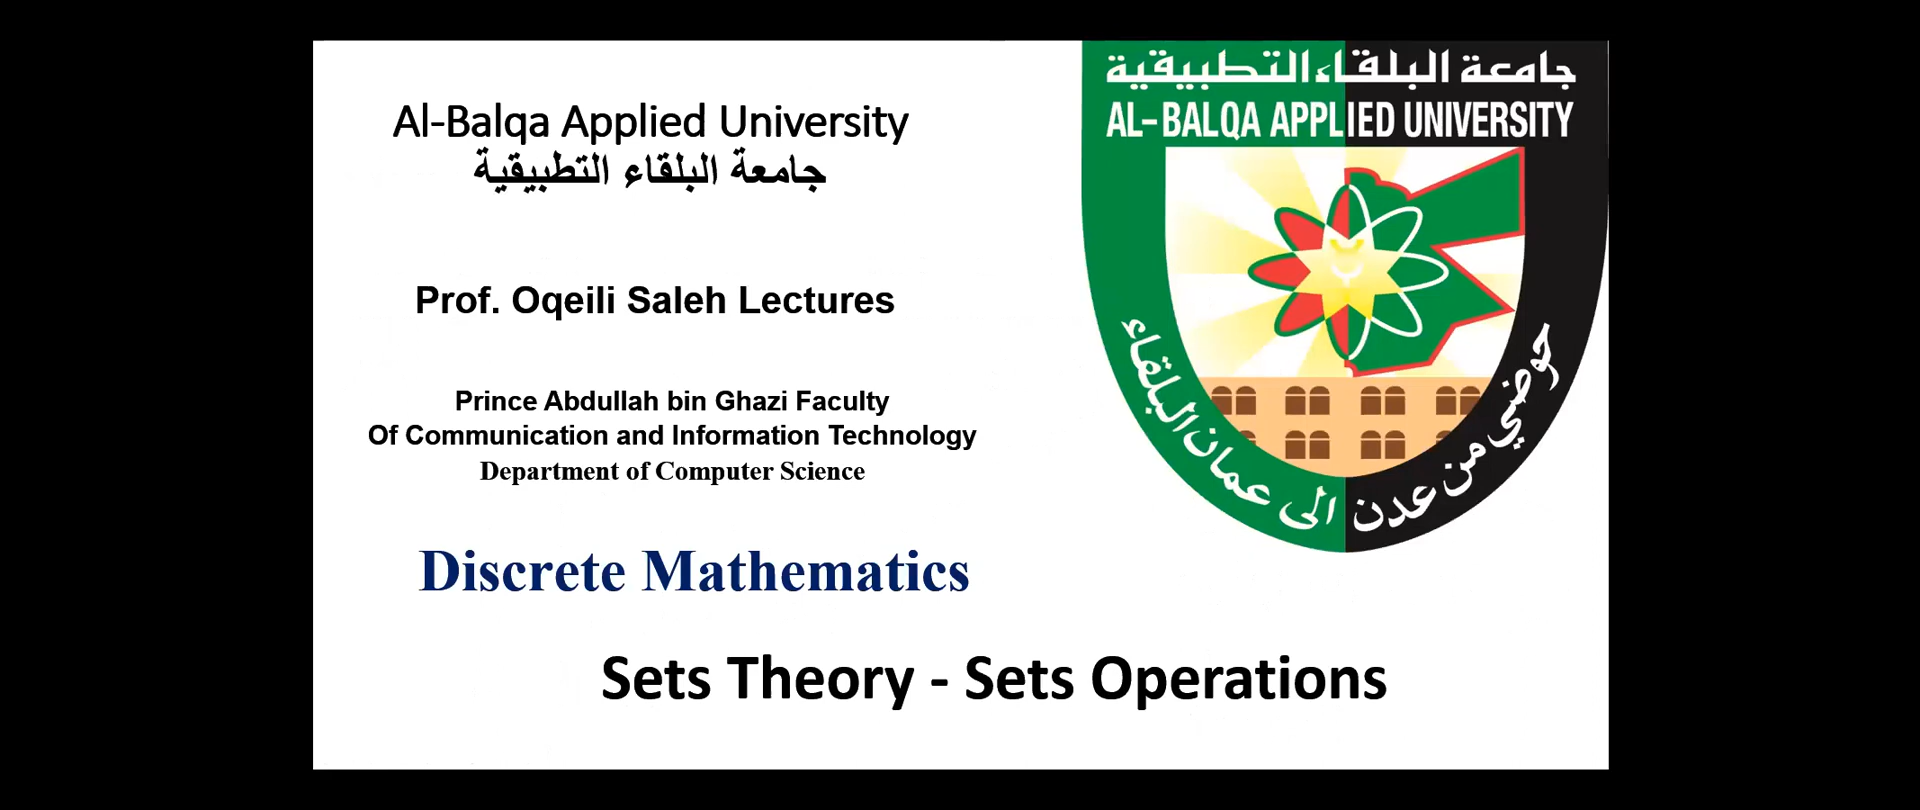 Al-Balqa Applied University
جامعة البلقاء التطبيقية
Prof. Oqeili Saleh Lectures
Prince Abdullah bin Ghazi Faculty
Of Communication and Information Technology
Department of Computer Science
Discrete Mathematics
Sets Theory - Sets Operations
جامعة البلقاء التطبيقية
AL-BALQA APPLIED UNIVERSITY
حوضي من عدن الى عمان البلقاء